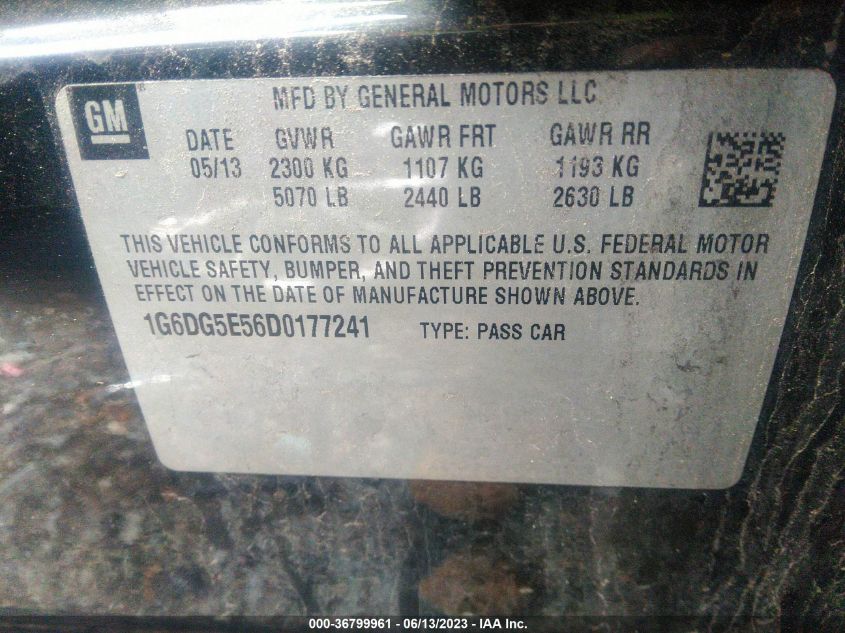 GM
MFD BY GENERAL MOTORS LLC
DATE GVWR GAWR FRT GAWR RR
05/13 2300 KG 1107 KG 1193 KG
5070 LB 2440 LB 2630 LB
THIS VEHICLE CONFORMS TO ALL APPLICABLE U.S. FEDERAL MOTOR
VEHICLE SAFETY, BUMPER, AND THEFT PREVENTION STANDARDS IN
EFFECT ON THE DATE OF MANUFACTURE SHOWN ABOVE.
1G6DG5E56D0177241 TYPE: PASS CAR
000-36799961 - 06/13/2023 - IAA Inc.